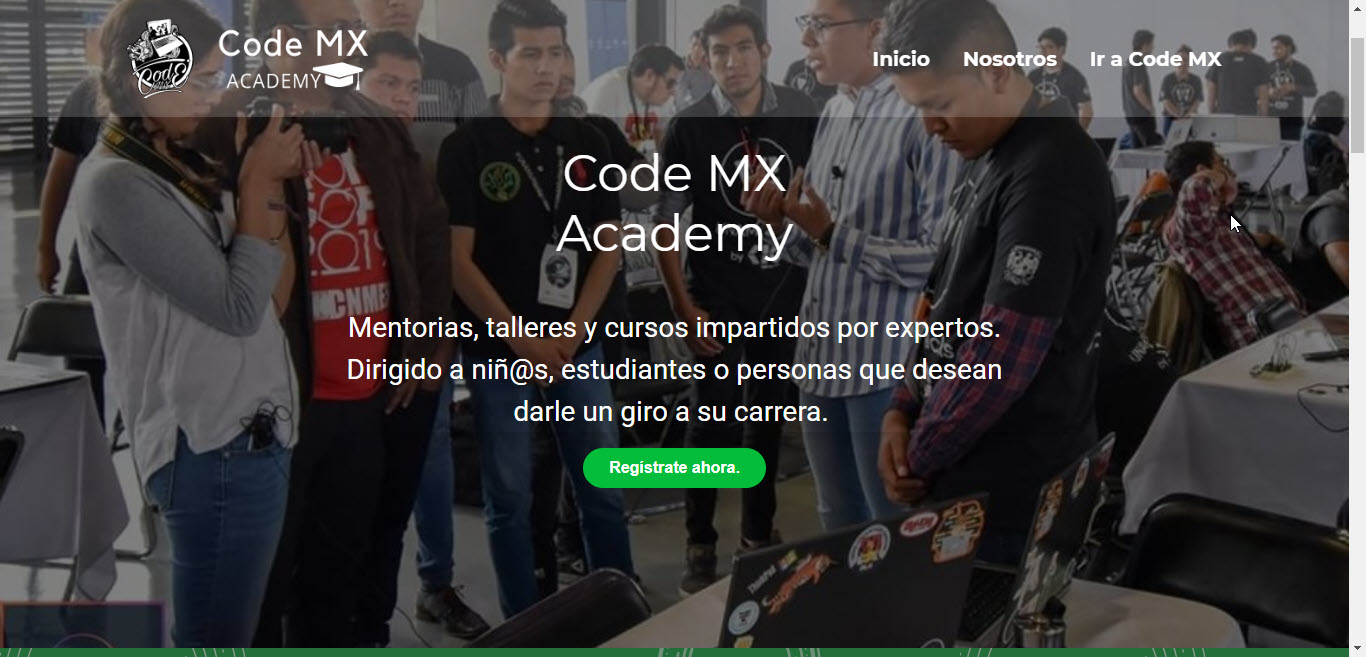 Code MX
ACADEMY
Inicio
Nosotros
Ir a Code MX
Code MX
Academy
Mentorias, talleres y cursos impartidos por expertos.
Dirigido a niñ@s, estudiantes o personas que desean
darle un giro a su carrera.
Regístrate ahora.
ThinkPad